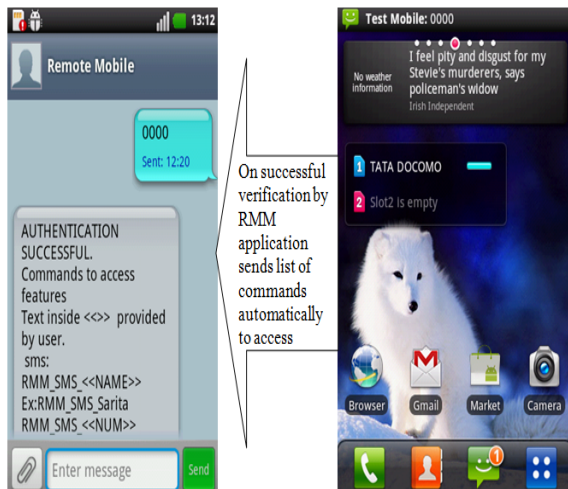 13:12
Remote Mobile
0000
Sent: 12:20
AUTHENTICATION
SUCCESSFUL.
Commands to access
features
Text inside <<>> provided
by user.
sms:
RMM_SMS_<<NAME>>
Ex:RMM_SMS_Sarita
RMM_SMS_<<NUM>>
Enter message
Send
On successful
verification by
RMM
application
sends list of
commands
automatically
to access
Test Mobile: 0000
No weather
information
I feel pity and disgust for my
Stevie's murderers, says
policeman's widow
Irish Independent
1 TATA DOCOMO
2 Slot2 is empty
Browser
Gmail
Market
Camera
1